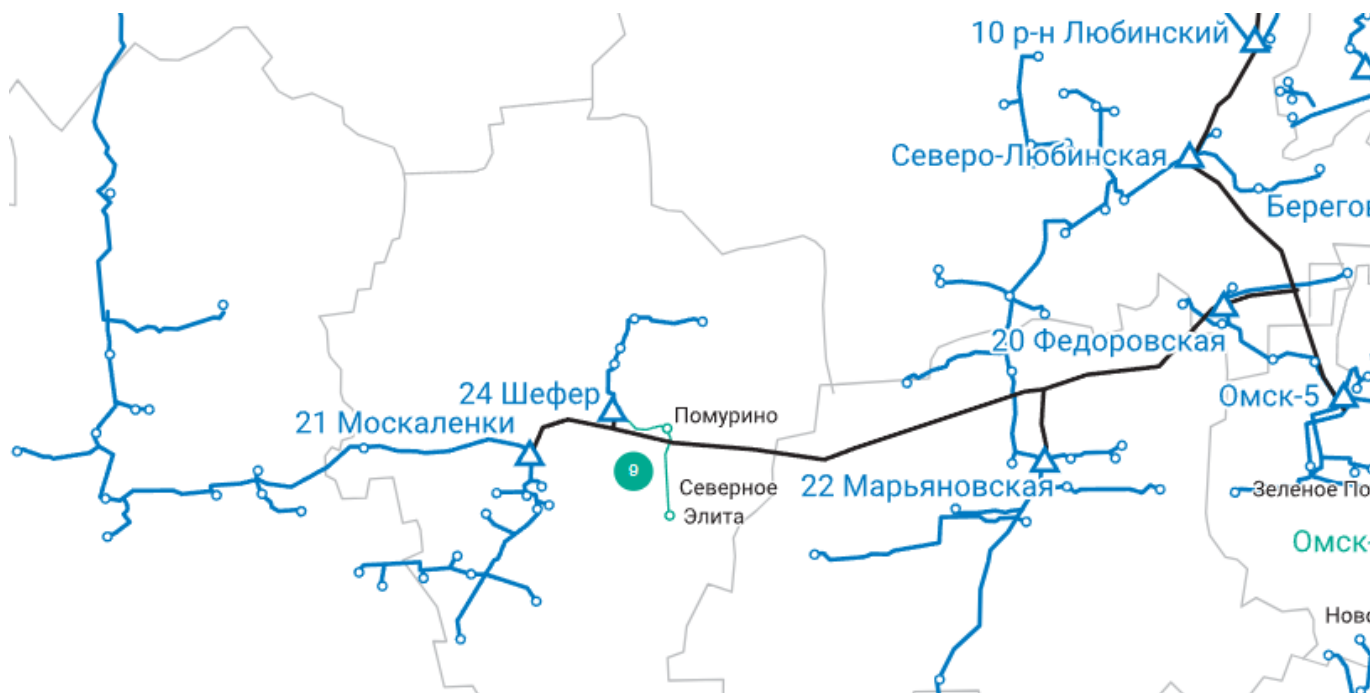 10 р-н Любинский
Северо-Любинская
Берегов
20 Федоровская
24 Шефер
Омск-5
Помурино
21 Москаленки
9
Северное
22 Марьяновская
Зеленое По
Элита
Омск-
Ново